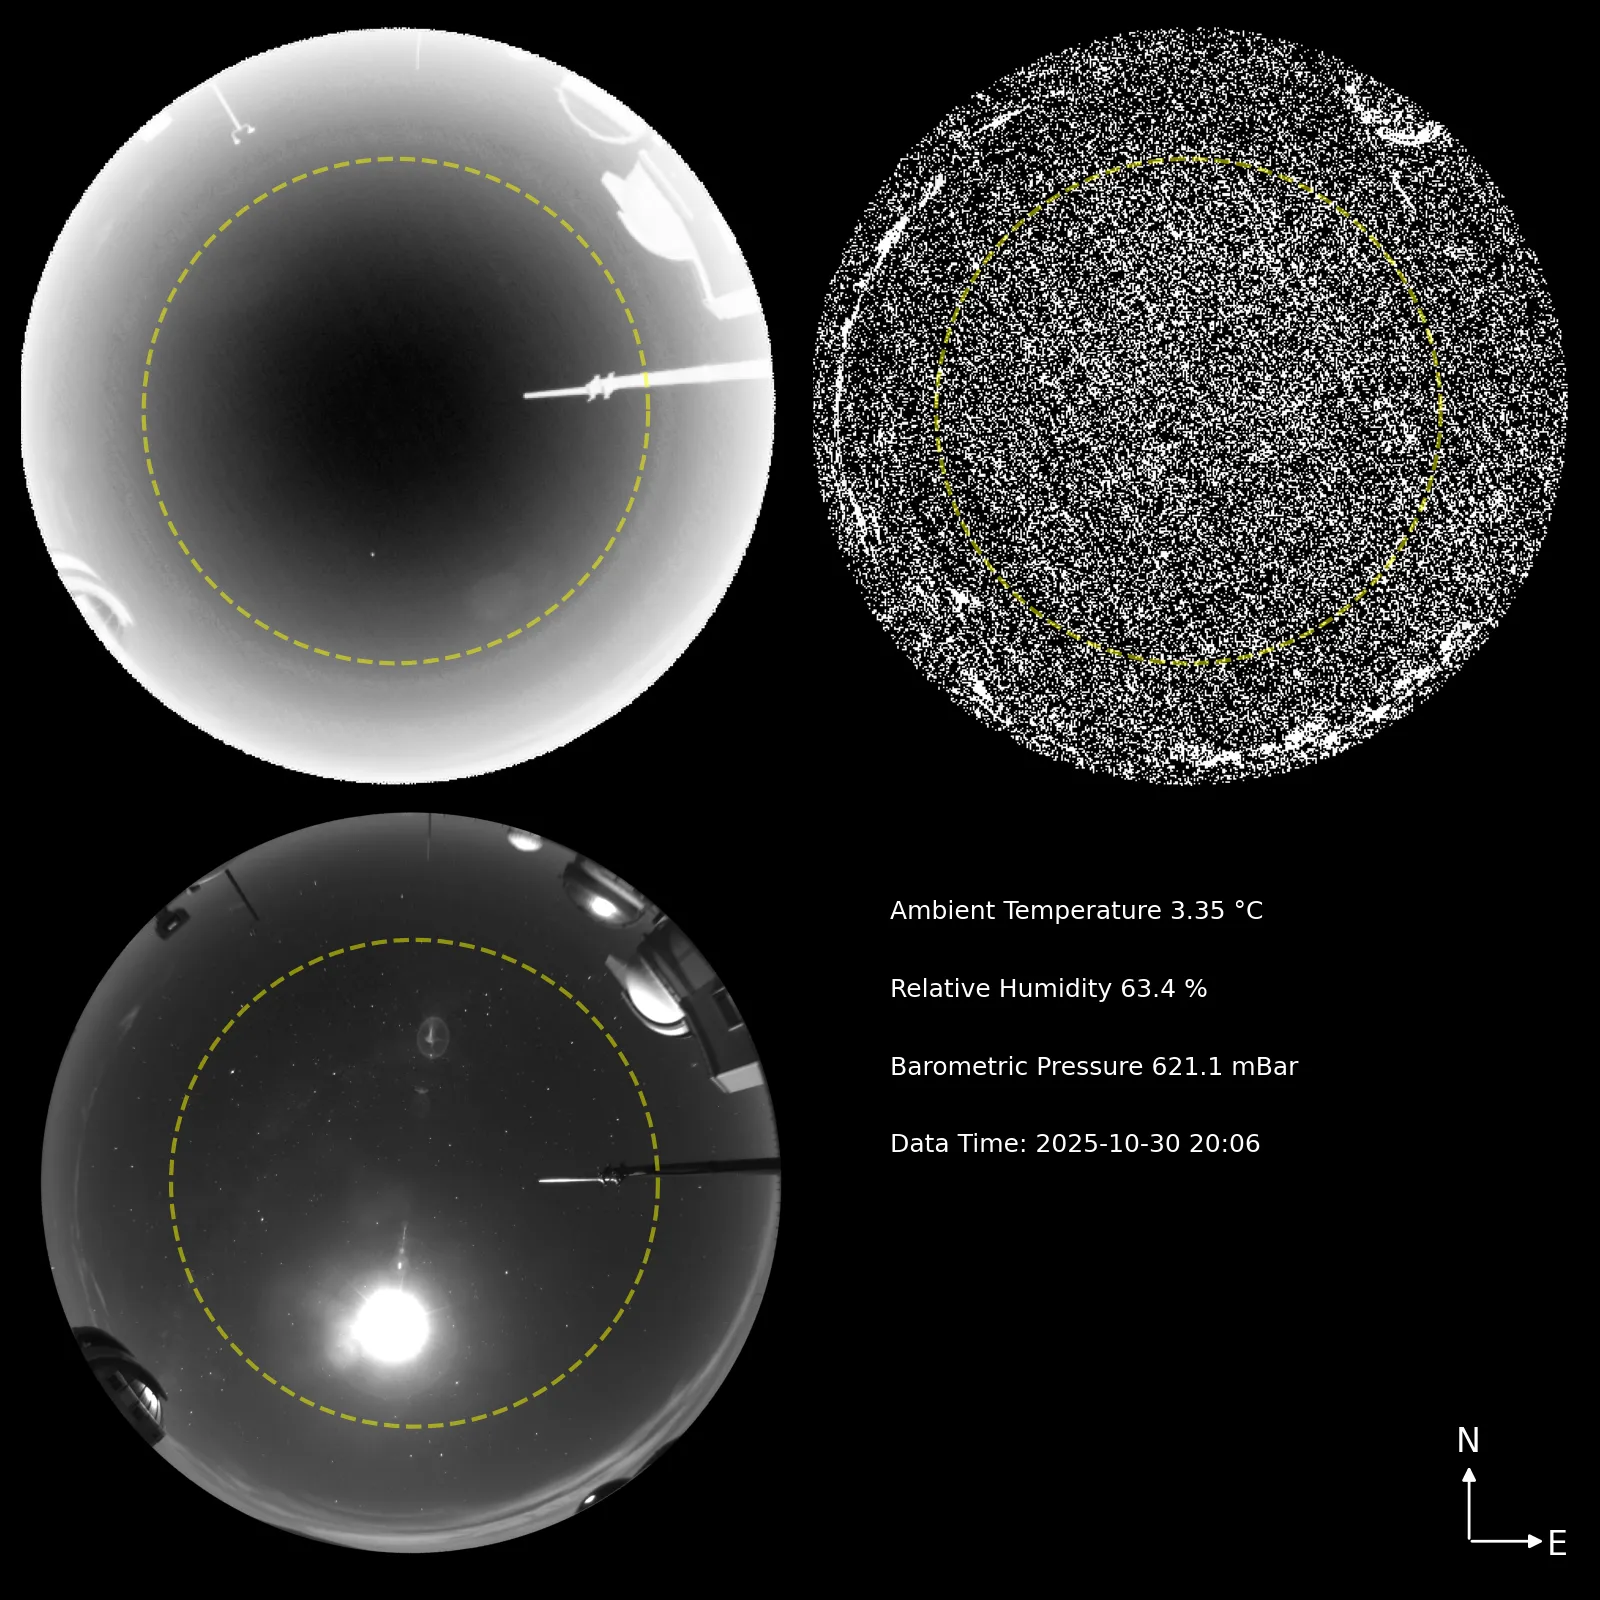 Ambient Temperature 3.35 °C
Relative Humidity 63.4 %
Barometric Pressure 621.1 mBar
Data Time: 2025-10-30 20:06
N
E